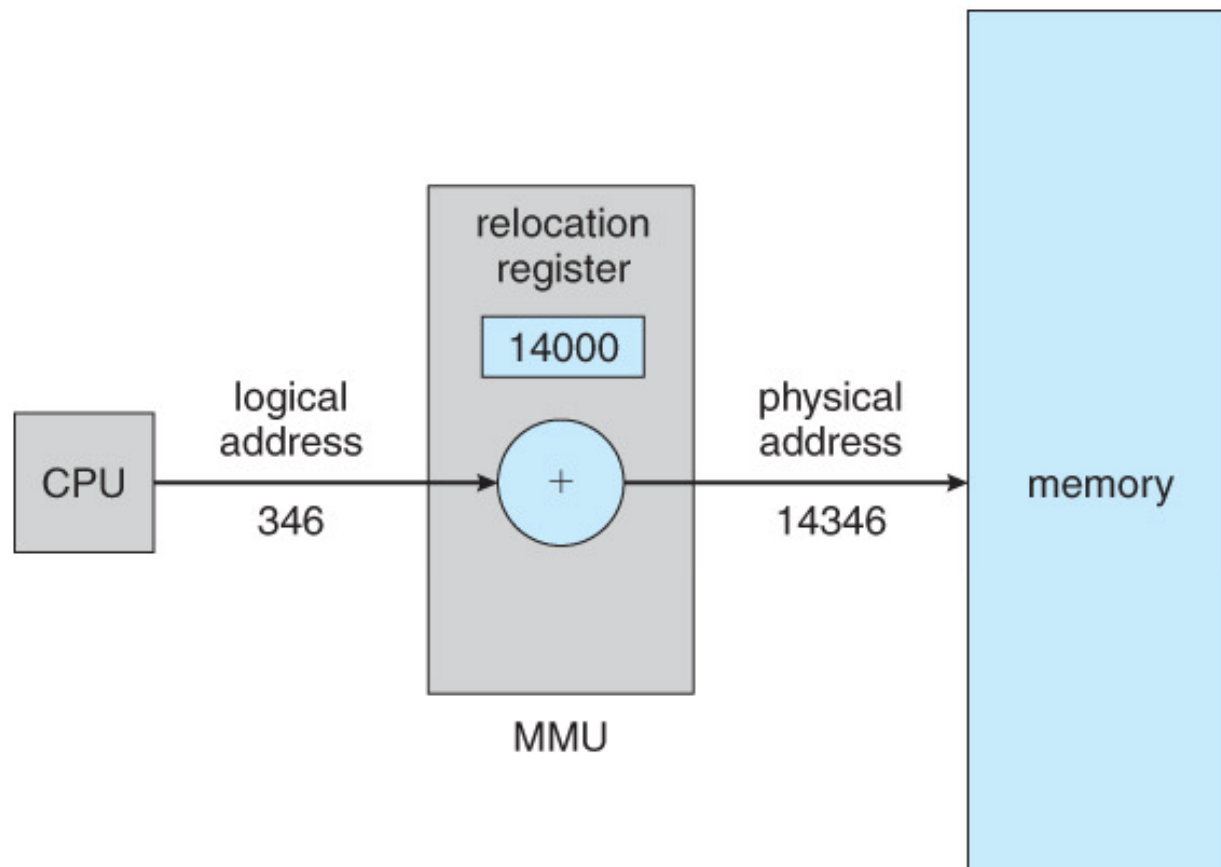 relocation
register
14000
logical
address
physical
address
CPU
+
memory
346
14346
MMU